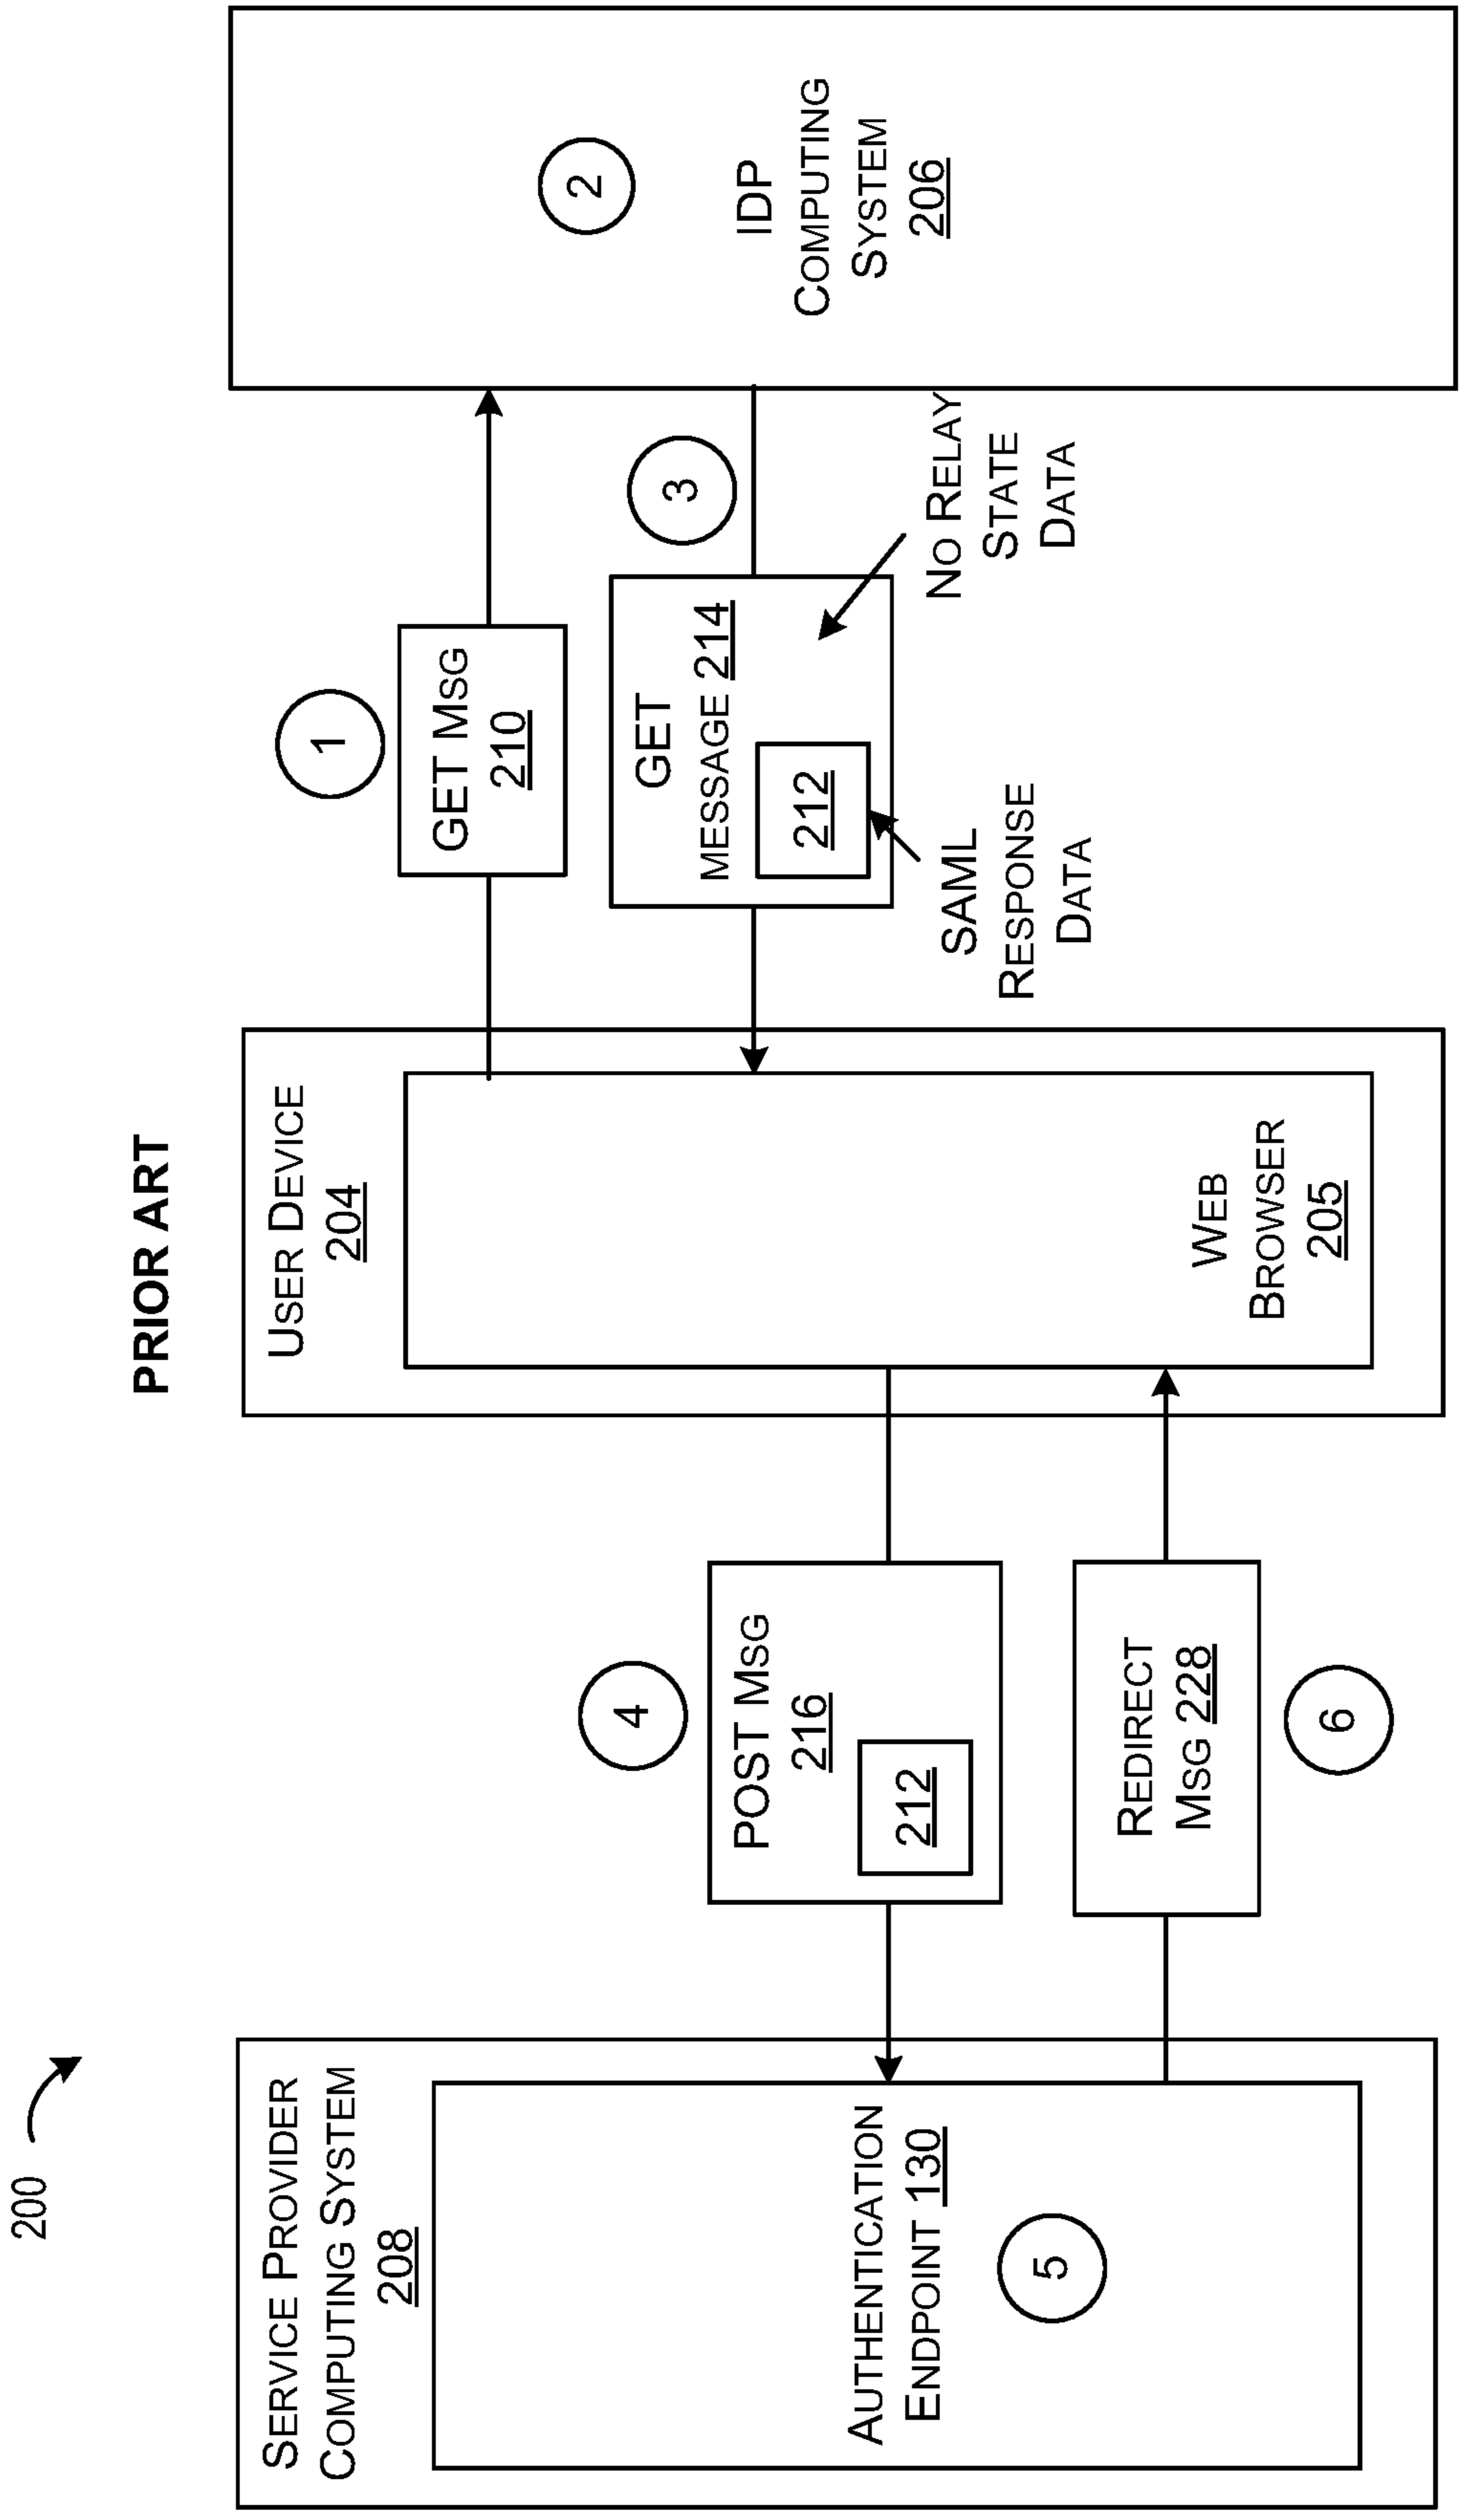 200
PRIOR ART
SERVICE PROVIDER
COMPUTING SYSTEM
208
AUTHENTICATION
ENDPOINT 130
5
4
POST MSG
216
212
REDIRECT
MSG 228
6
USER DEVICE
204
WEB
BROWSER
205
1
GET MSG
210
3
GET
MESSAGE 214
212
SAML
RESPONSE
DATA
NO RELAY
STATE
DATA
2
IDP
COMPUTING
SYSTEM
206